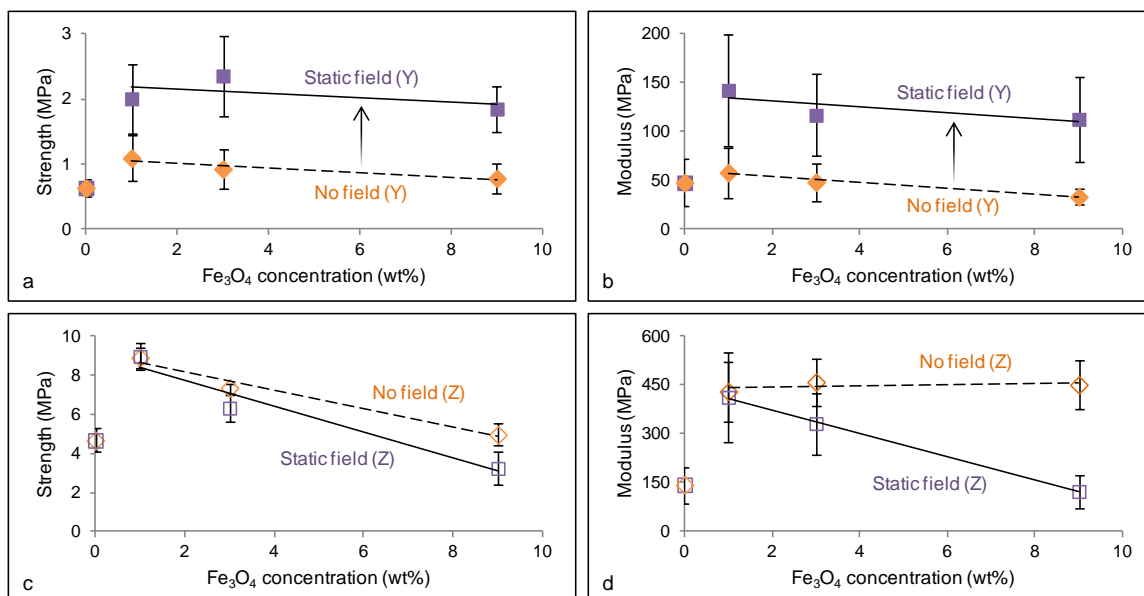 3
2
1
0
Strength (MPa)
Static field (Y)
No field (Y)
0 2 4 6 8 10
Fe₃O₄ concentration (wt%)
a
200
150
100
50
0
Modulus (MPa)
Static field (Y)
No field (Y)
0 2 4 6 8 10
Fe₃O₄ concentration (wt%)
b
10
8
6
4
2
0
Strength (MPa)
No field (Z)
Static field (Z)
0 2 4 6 8 10
Fe₃O₄ concentration (wt%)
c
600
450
300
150
0
Modulus (MPa)
No field (Z)
Static field (Z)
0 2 4 6 8 10
Fe₃O₄ concentration (wt%)
d